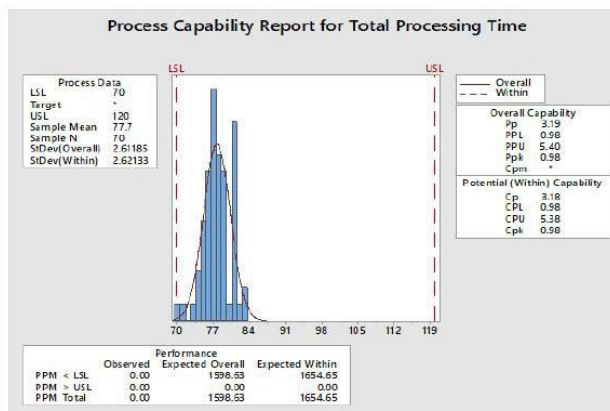 Process Capability Report for Total Processing Time
LSL
USL
Process Data
LSL 70
Target *
USL 120
Sample Mean 77.7
Sample N 70
StDev(Overall) 2.61185
StDev(Within) 2.62133
Overall
Within
Overall Capability
Pp 3.19
PPL 0.98
PPU 5.40
Ppk 0.98
Cpm *
Potential (Within) Capability
Cp 3.18
CPL 0.98
CPU 5.38
Cpk 0.98
70 77 84 91 98 105 112 119
Performance
Observed Expected Overall Expected Within
PPM < LSL 0.00 1598.63 1654.65
PPM > USL 0.00 0.00 0.00
PPM Total 0.00 1598.63 1654.65